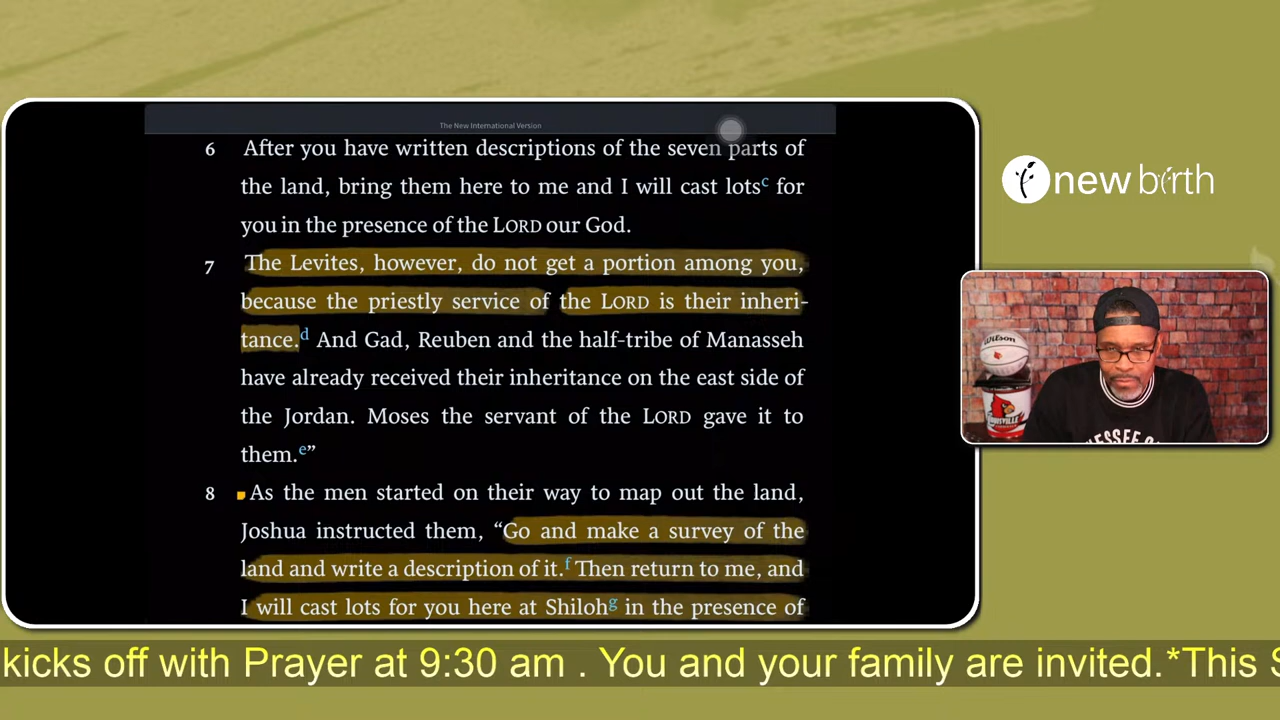 The New International Version
6 After you have written descriptions of the seven parts of
the land, bring them here to me and I will cast lotsc for
you in the presence of the LORD our God.
7 The Levites, however, do not get a portion among you,
because the priestly service of the LORD is their inheri-
tance.d And Gad, Reuben and the half-tribe of Manasseh
have already received their inheritance on the east side of
the Jordan. Moses the servant of the LORD gave it to
them.e”
8 As the men started on their way to map out the land,
Joshua instructed them, “Go and make a survey of the
land and write a description of it.f Then return to me, and
I will cast lots for you here at Shilohg in the presence of
new birth
Wilson
LOUISVILLE
kicks off with Prayer at 9:30 am . You and your family are invited.*This S